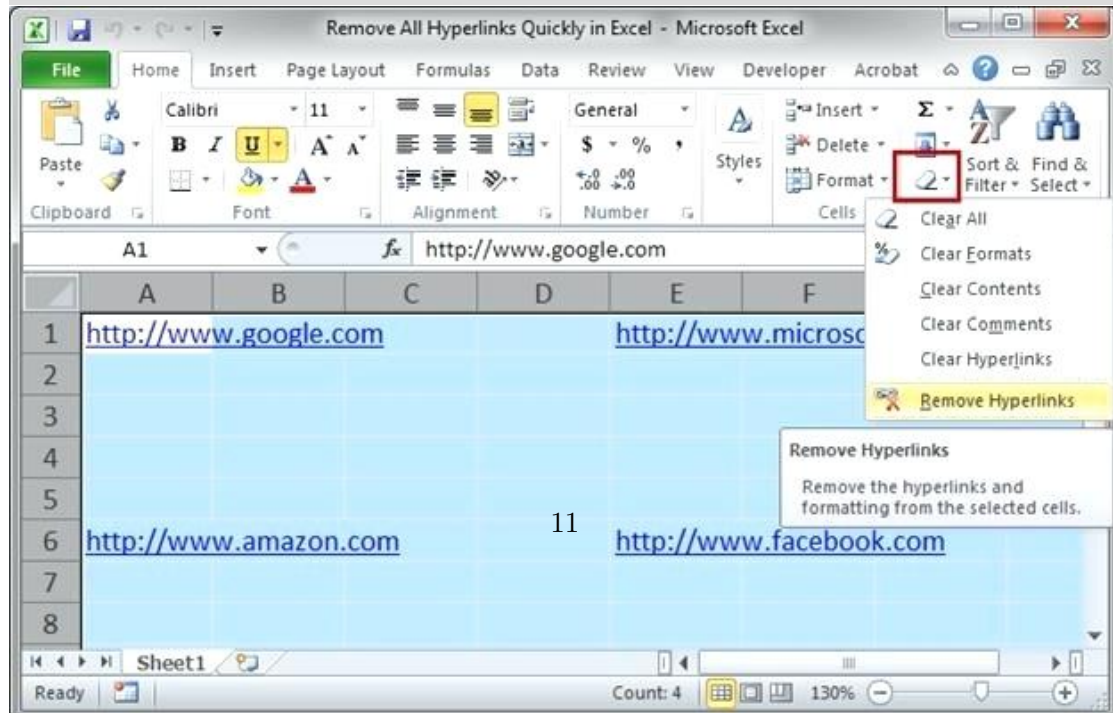 Remove All Hyperlinks Quickly in Excel - Microsoft Excel
File Home Insert Page Layout Formulas Data Review View Developer Acrobat
Calibri 11 General Insert Σ
B I U A A $ % , Delete
Paste Styles Sort & Find &
A .00 .0 Format Filter Select
Clipboard Font Alignment Number Cells
Clear All
Clear Formats
Clear Contents
Clear Comments
Clear Hyperlinks
Remove Hyperlinks
A1 fx http://www.google.com
A B C D E F
1 http://www.google.com http://www.microsc
2
3
4
5
6 http://www.amazon.com http://www.facebook.com
7
8
Remove Hyperlinks
Remove the hyperlinks and
formatting from the selected cells.
11
Sheet1
Ready Count: 4 130%